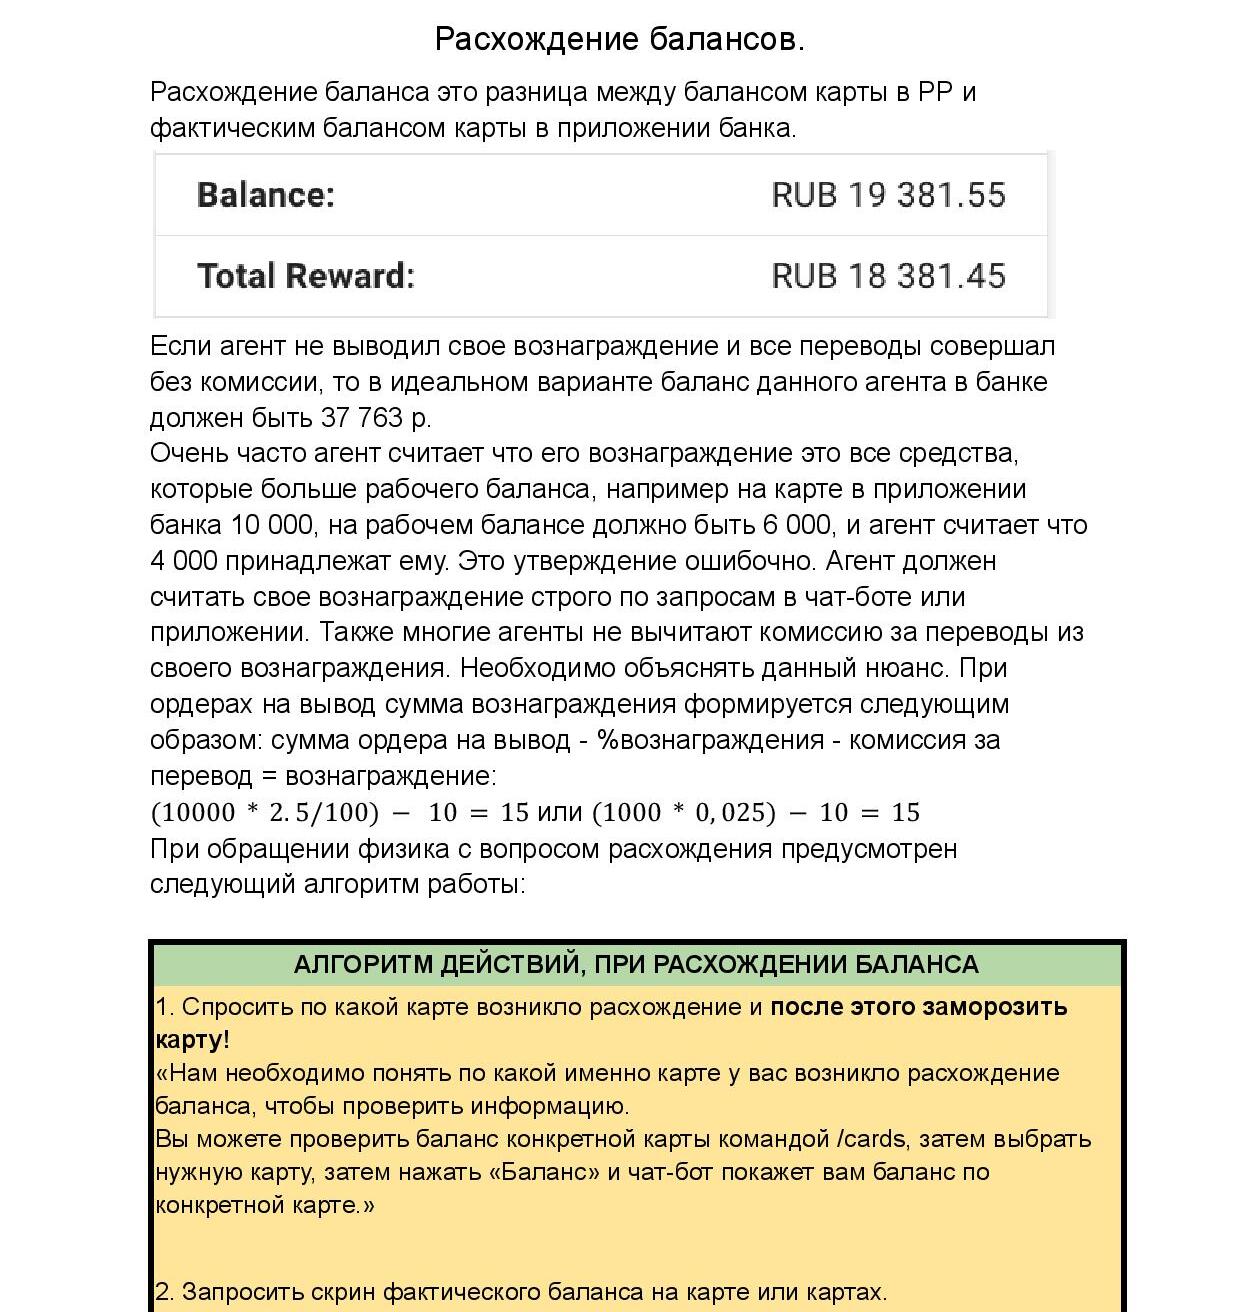 Расхождение балансов.
Расхождение баланса это разница между балансом карты в РР и
фактическим балансом карты в приложении банка.
Balance: RUB 19 381.55
Total Reward: RUB 18 381.45
Если агент не выводил свое вознаграждение и все переводы совершал
без комиссии, то в идеальном варианте баланс данного агента в банке
должен быть 37 763 р.
Очень часто агент считает что его вознаграждение это все средства,
которые больше рабочего баланса, например на карте в приложении
банка 10 000, на рабочем балансе должно быть 6 000, и агент считает что
4 000 принадлежат ему. Это утверждение ошибочно. Агент должен
считать свое вознаграждение строго по запросам в чат-боте или
приложении. Также многие агенты не вычитают комиссию за переводы из
своего вознаграждения. Необходимо объяснять данный нюанс. При
ордерах на вывод сумма вознаграждения формируется следующим
образом: сумма ордера на вывод - %вознаграждения - комиссия за
перевод = вознаграждение:
(10000 * 2.5/100) − 10 = 15 или (1000 * 0,025) − 10 = 15
При обращении физика с вопросом расхождения предусмотрен
следующий алгоритм работы:
АЛГОРИТМ ДЕЙСТВИЙ, ПРИ РАСХОЖДЕНИИ БАЛАНСА
1. Спросить по какой карте возникло расхождение и после этого заморозить
карту!
«Нам необходимо понять по какой именно карте у вас возникло расхождение
баланса, чтобы проверить информацию.
Вы можете проверить баланс конкретной карты командой /cards, затем выбрать
нужную карту, затем нажать «Баланс» и чат-бот покажет вам баланс по
конкретной карте.»
2. Запросить скрин фактического баланса на карте или картах.